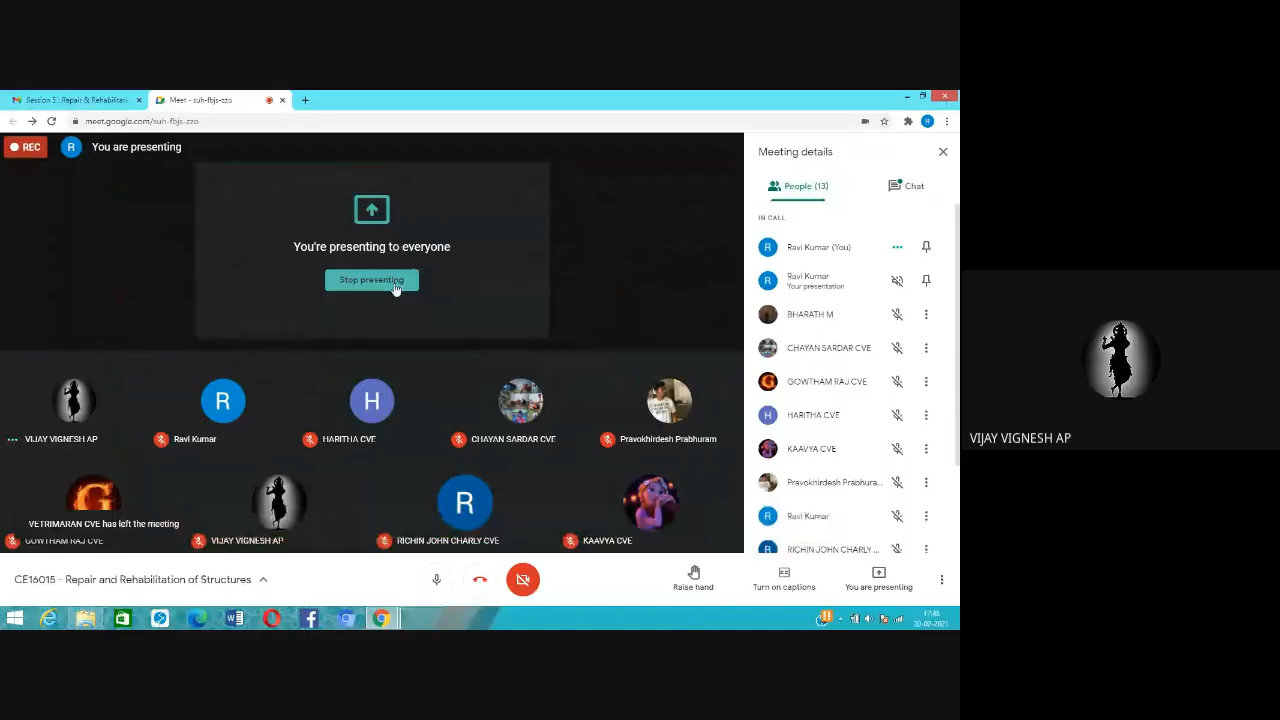 Session 5 : Repair & Rehabilitati
Meet - suh-fbjs-zzo
meet.google.com/suh-fbjs-zzo
REC
R
You are presenting
You're presenting to everyone
Stop presenting
VIJAY VIGNESH AP
R
Ravi Kumar
H
HARITHA CVE
CHAYAN SARDAR CVE
Pravokhirdesh Prabhuram
G
VETRIMARAN CVE has left the meeting
GOWTHAM RAJ CVE
VIJAY VIGNESH AP
R
RICHIN JOHN CHARLY CVE
KAAVYA CVE
Meeting details
People (13)
Chat
IN CALL
R
Ravi Kumar (You)
R
Ravi Kumar
Your presentation
BHARATH M
CHAYAN SARDAR CVE
G
GOWTHAM RAJ CVE
H
HARITHA CVE
KAAVYA CVE
Pravokhirdesh Prabhura...
R
Ravi Kumar
R
RICHIN JOHN CHARLY ...
CE16015 - Repair and Rehabilitation of Structures
Raise hand
Turn on captions
You are presenting
17:48
20-02-2021
VIJAY VIGNESH AP